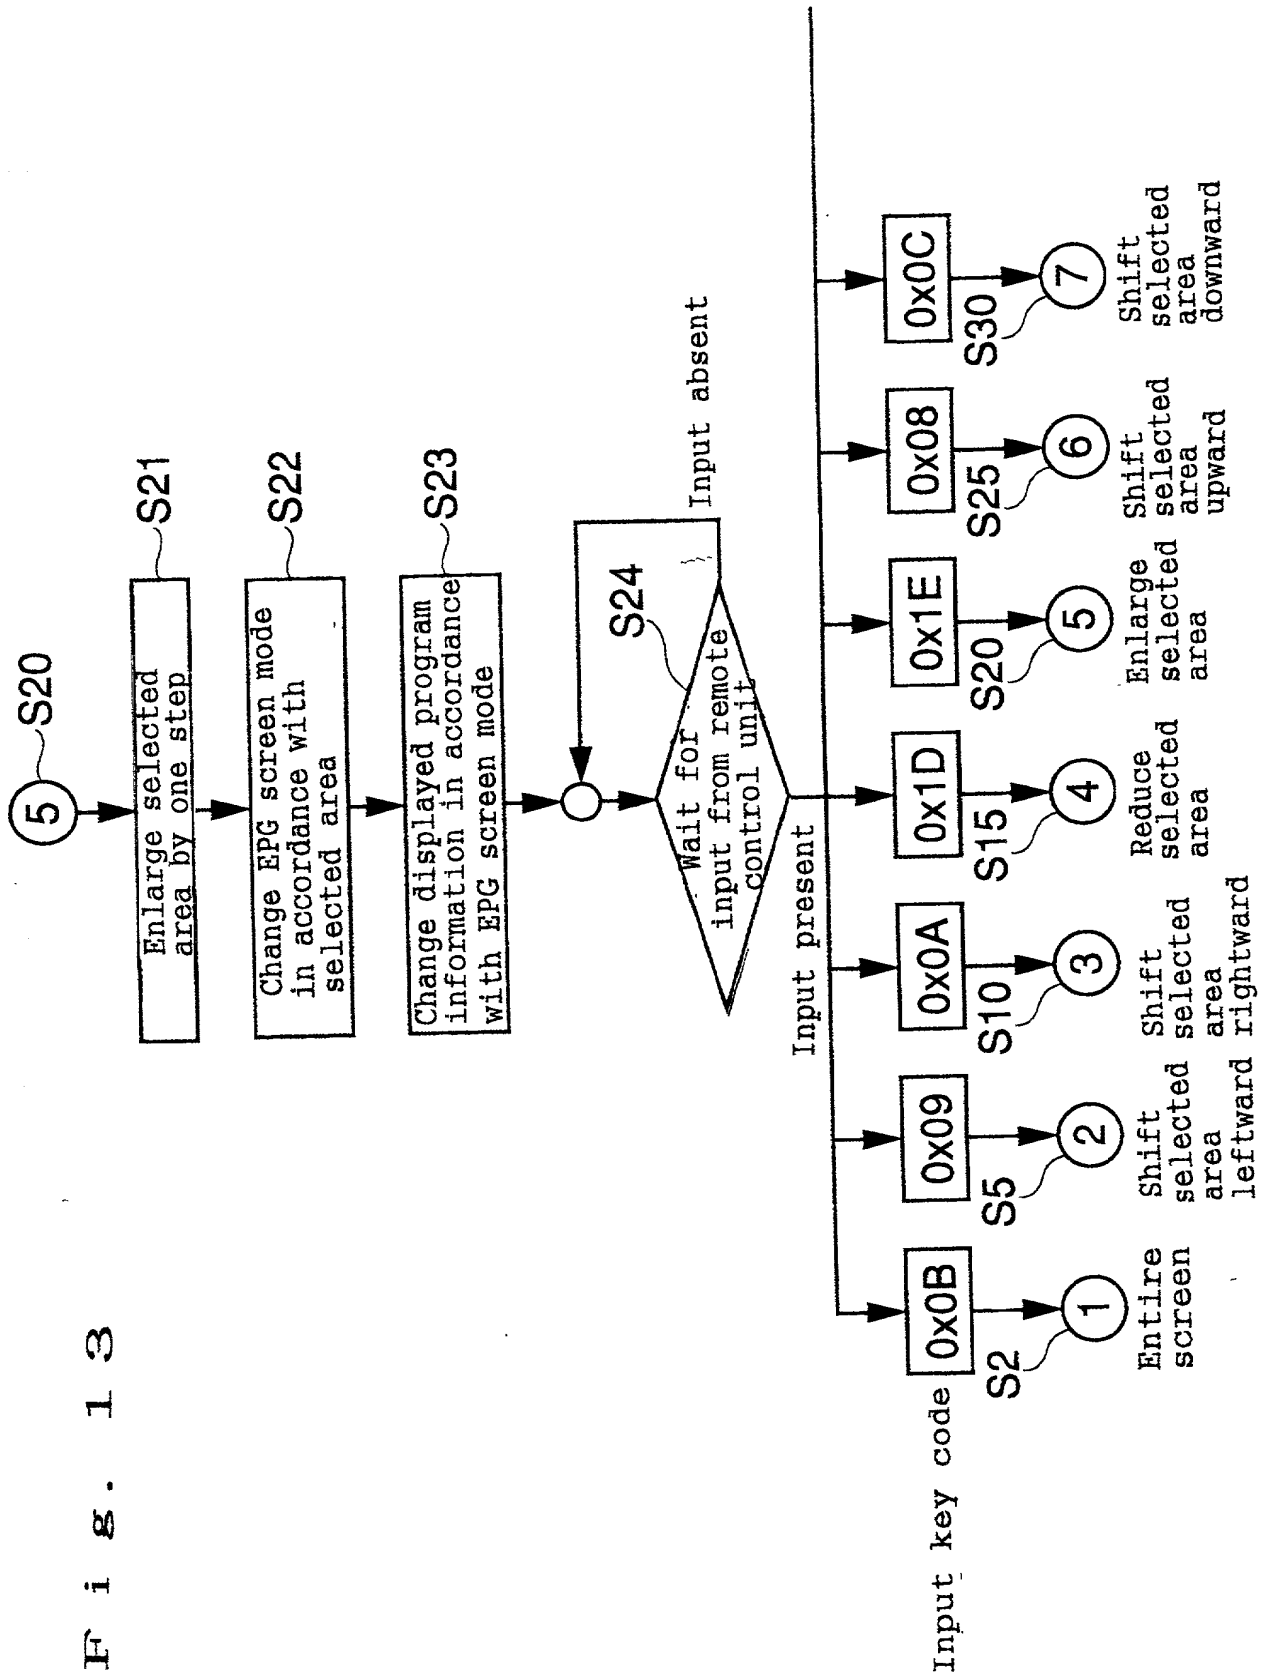 Fig. 13
5
S20
Enlarge selected
area by one step
S21
Change EPG screen mode
in accordance with
selected area
S22
Change displayed program
information in accordance
with EPG screen mode
S23
Wait for
input from remote
control unit
S24
Input absent
Input present
Input key code
0x0B
S2
1
Entire
screen
0x09
S5
2
Shift
selected
area
leftward
0x0A
S10
3
Shift
selected
area
rightward
0x1D
S15
4
Reduce
selected
area
0x1E
S20
5
Enlarge
selected
area
0x08
S25
6
Shift
selected
area
upward
0x0C
S30
7
Shift
selected
area
downward